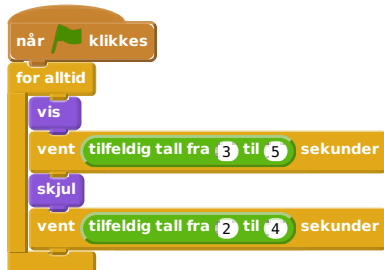 når klikkes
for alltid
vis
vent tilfeldig tall fra 3 til 5 sekunder
skjul
vent tilfeldig tall fra 2 til 4 sekunder